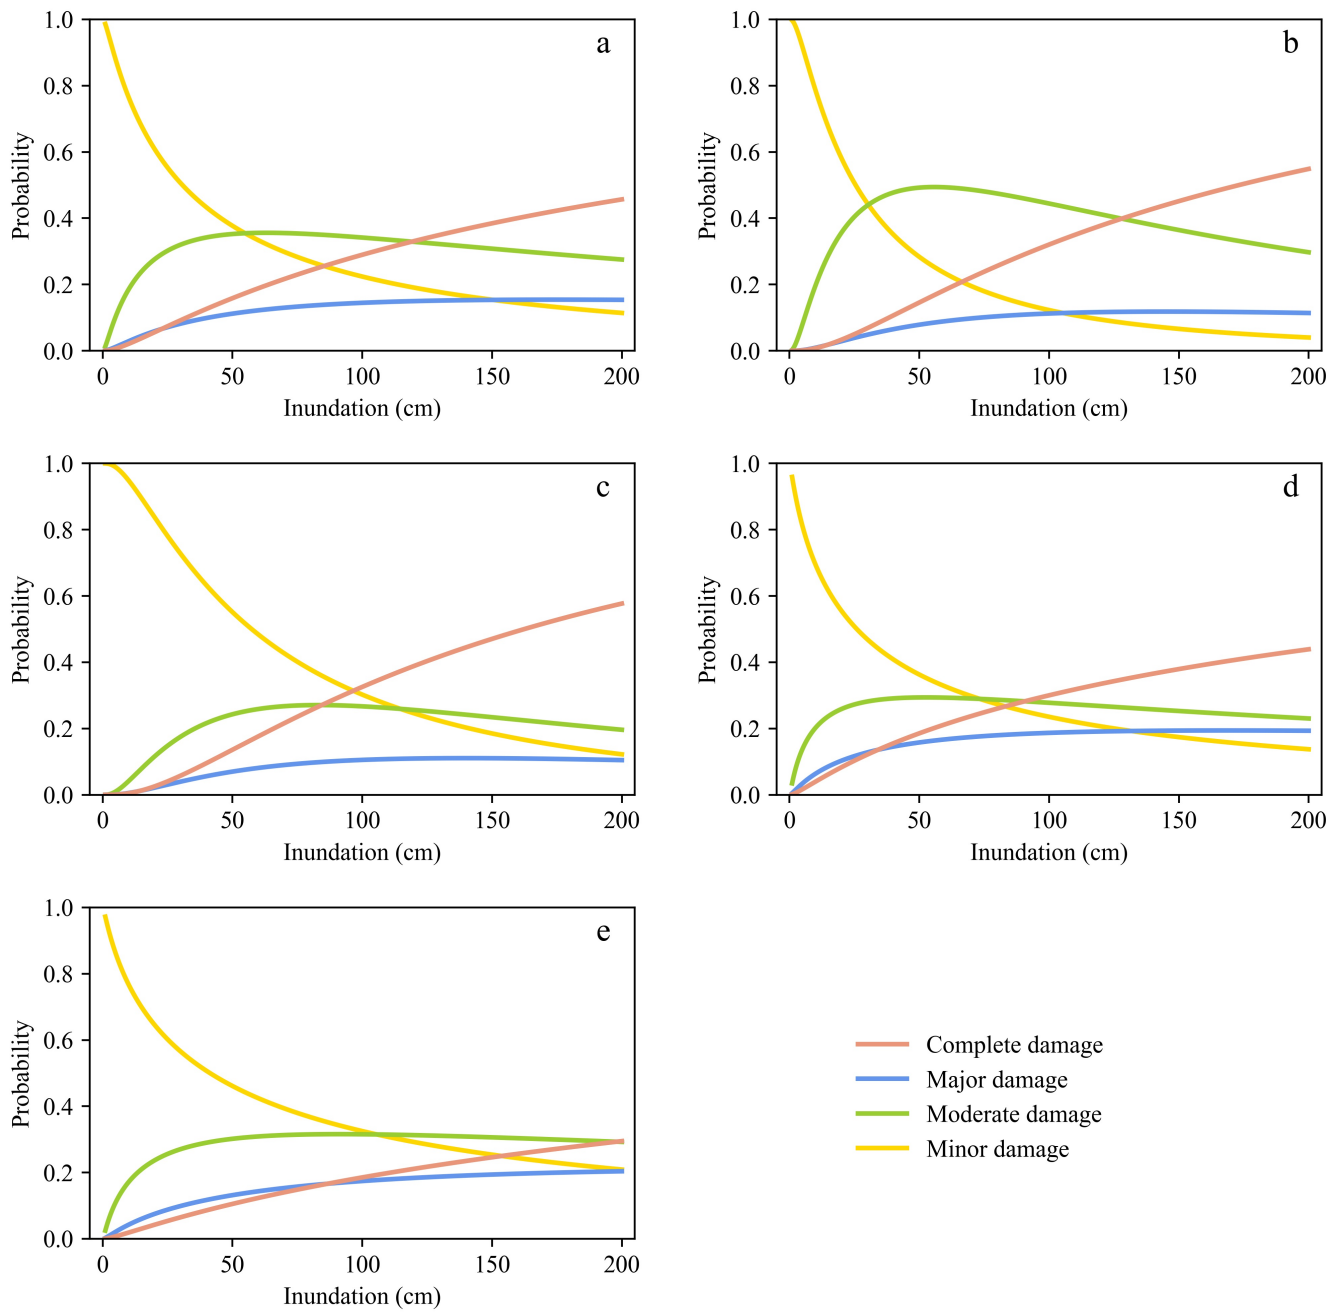 a
1.0
0.8
0.6
0.4
0.2
0.0
Probability
0 50 100 150 200
Inundation (cm)
b
1.0
0.8
0.6
0.4
0.2
0.0
Probability
0 50 100 150 200
Inundation (cm)
c
1.0
0.8
0.6
0.4
0.2
0.0
Probability
0 50 100 150 200
Inundation (cm)
d
1.0
0.8
0.6
0.4
0.2
0.0
Probability
0 50 100 150 200
Inundation (cm)
e
1.0
0.8
0.6
0.4
0.2
0.0
Probability
0 50 100 150 200
Inundation (cm)
Complete damage
Major damage
Moderate damage
Minor damage